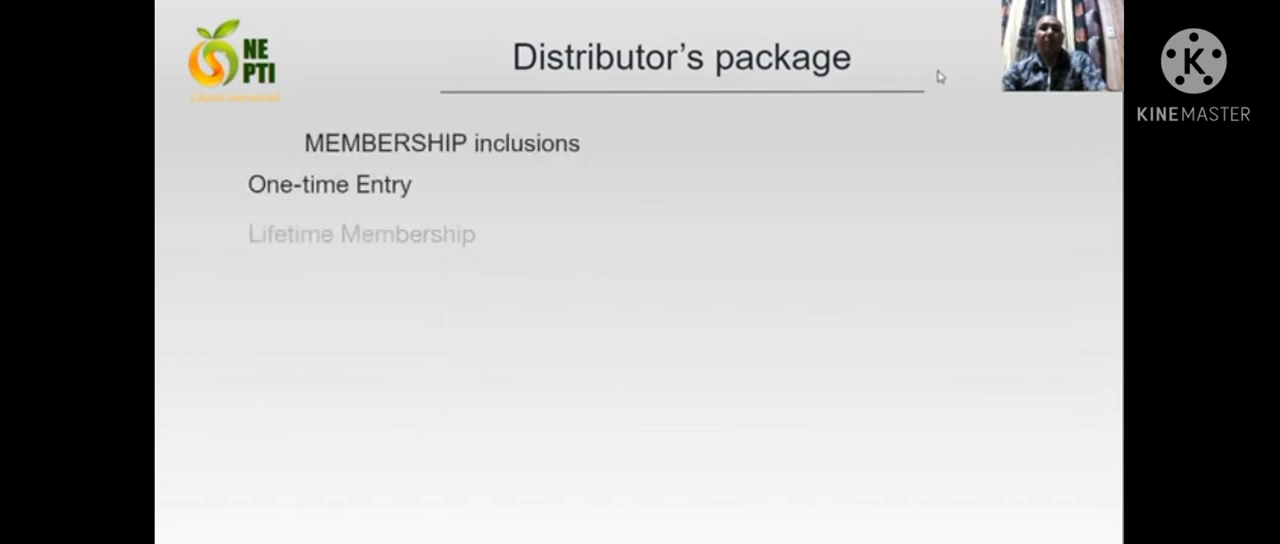 NE
PTI
Distributor's package
K
KINEMASTER
MEMBERSHIP inclusions
One-time Entry
Lifetime Membership